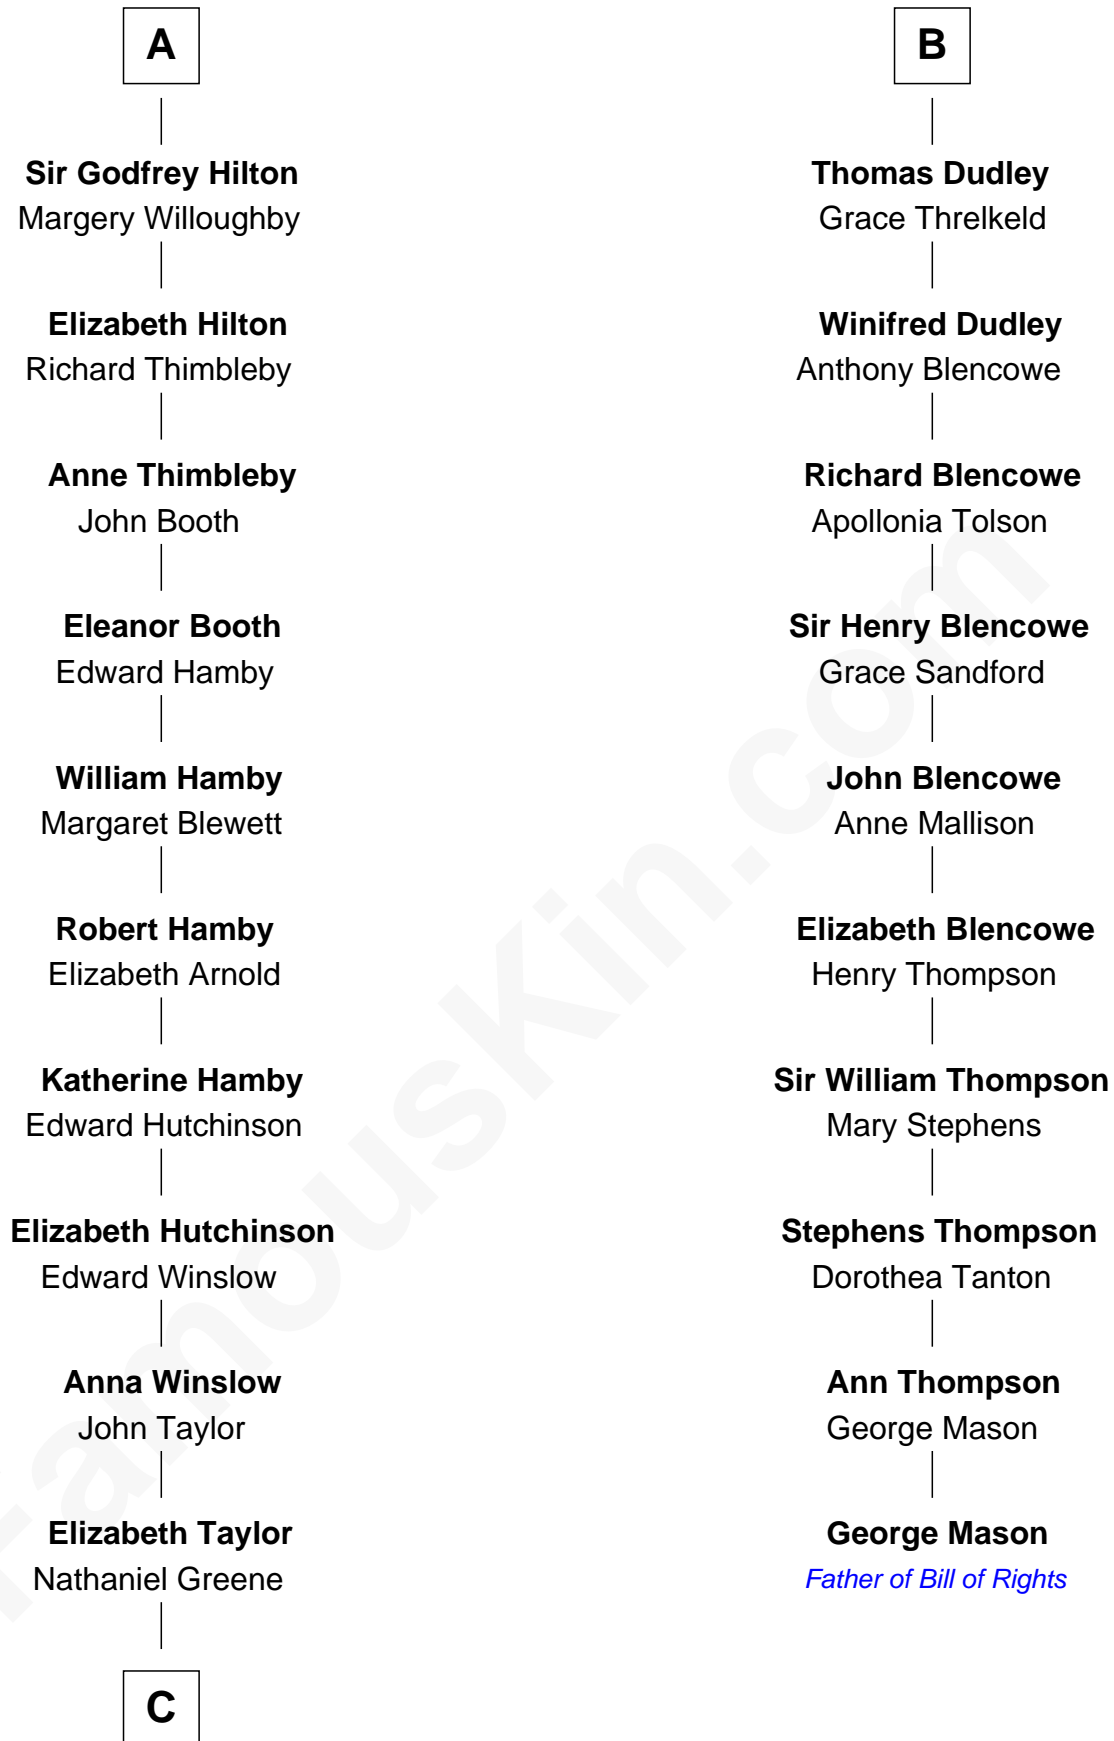 A
Sir Godfrey Hilton
Margery Willoughby
Elizabeth Hilton
Richard Thimbleby
Anne Thimbleby
John Booth
Eleanor Booth
Edward Hamby
William Hamby
Margaret Blewett
Robert Hamby
Elizabeth Arnold
Katherine Hamby
Edward Hutchinson
Elizabeth Hutchinson
Edward Winslow
Anna Winslow
John Taylor
Elizabeth Taylor
Nathaniel Greene
C
B
Thomas Dudley
Grace Threlkeld
Winifred Dudley
Anthony Blencowe
Richard Blencowe
Apollonia Tolson
Sir Henry Blencowe
Grace Sandford
John Blencowe
Anne Mallison
Elizabeth Blencowe
Henry Thompson
Sir William Thompson
Mary Stephens
Stephens Thompson
Dorothea Tanton
Ann Thompson
George Mason
George Mason
Father of Bill of Rights
FamousKin.com